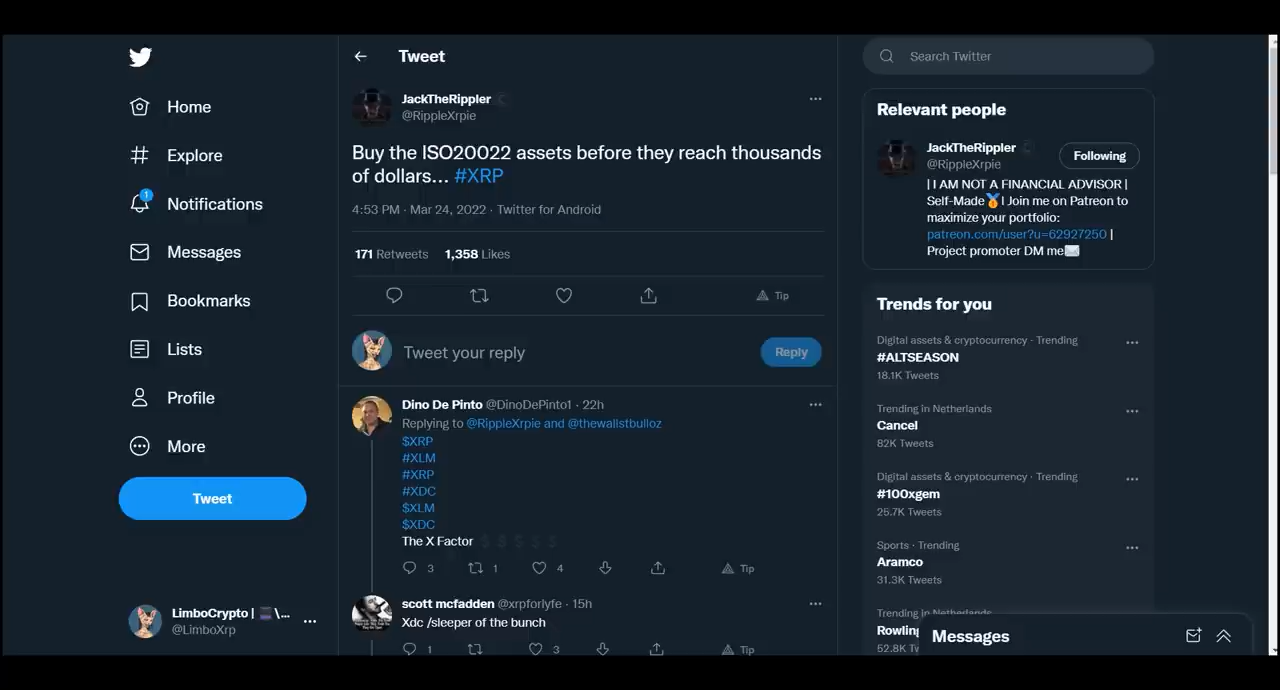 Home
Explore
1
Notifications
Messages
Bookmarks
Lists
Profile
More
Tweet
LimboCrypto | \...
@LimboXrp
Tweet
JackTheRippler
@RippleXrpie
Buy the ISO20022 assets before they reach thousands
of dollars... #XRP
4:53 PM · Mar 24, 2022 · Twitter for Android
171 Retweets 1,358 Likes
Tip
Tweet your reply
Reply
Dino De Pinto @DinoDePinto1 · 22h
Replying to @RippleXrpie and @thewallstbulloz
$XRP
#XLM
#XRP
#XDC
$XLM
$XDC
The X Factor
3 1 4 Tip
scott mcfadden @xrpforlyfe · 15h
Xdc /sleeper of the bunch
1 3 Tip
Search Twitter
Relevant people
JackTheRippler
@RippleXrpie
Following
| I AM NOT A FINANCIAL ADVISOR |
Self-Made🥇| Join me on Patreon to
maximize your portfolio:
patreon.com/user?u=62927250 |
Project promoter DM me✉️
Trends for you
Digital assets & cryptocurrency · Trending
#ALTSEASON
18.1K Tweets
Trending in Netherlands
Cancel
82K Tweets
Digital assets & cryptocurrency · Trending
#100xgem
25.7K Tweets
Sports · Trending
Aramco
31.3K Tweets
Trending in Netherlands
Rowling
52.8K Tw
Messages